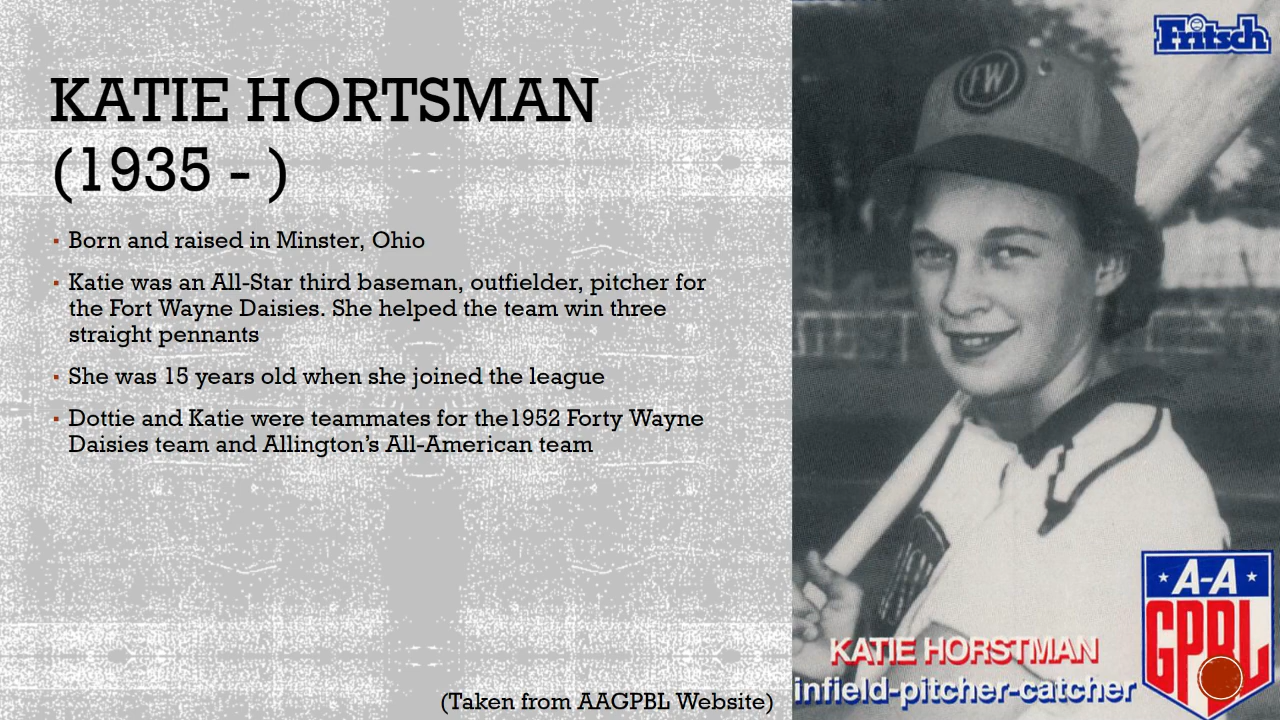 KATIE HORTSMAN
(1935 - )
▪ Born and raised in Minster, Ohio
▪ Katie was an All-Star third baseman, outfielder, pitcher for
the Fort Wayne Daisies. She helped the team win three
straight pennants
▪ She was 15 years old when she joined the league
▪ Dottie and Katie were teammates for the1952 Forty Wayne
Daisies team and Allington’s All-American team
(Taken from AAGPBL Website)
Fritsch
FW
A-A
GPBL
KATIE HORSTMAN
infield-pitcher-catcher